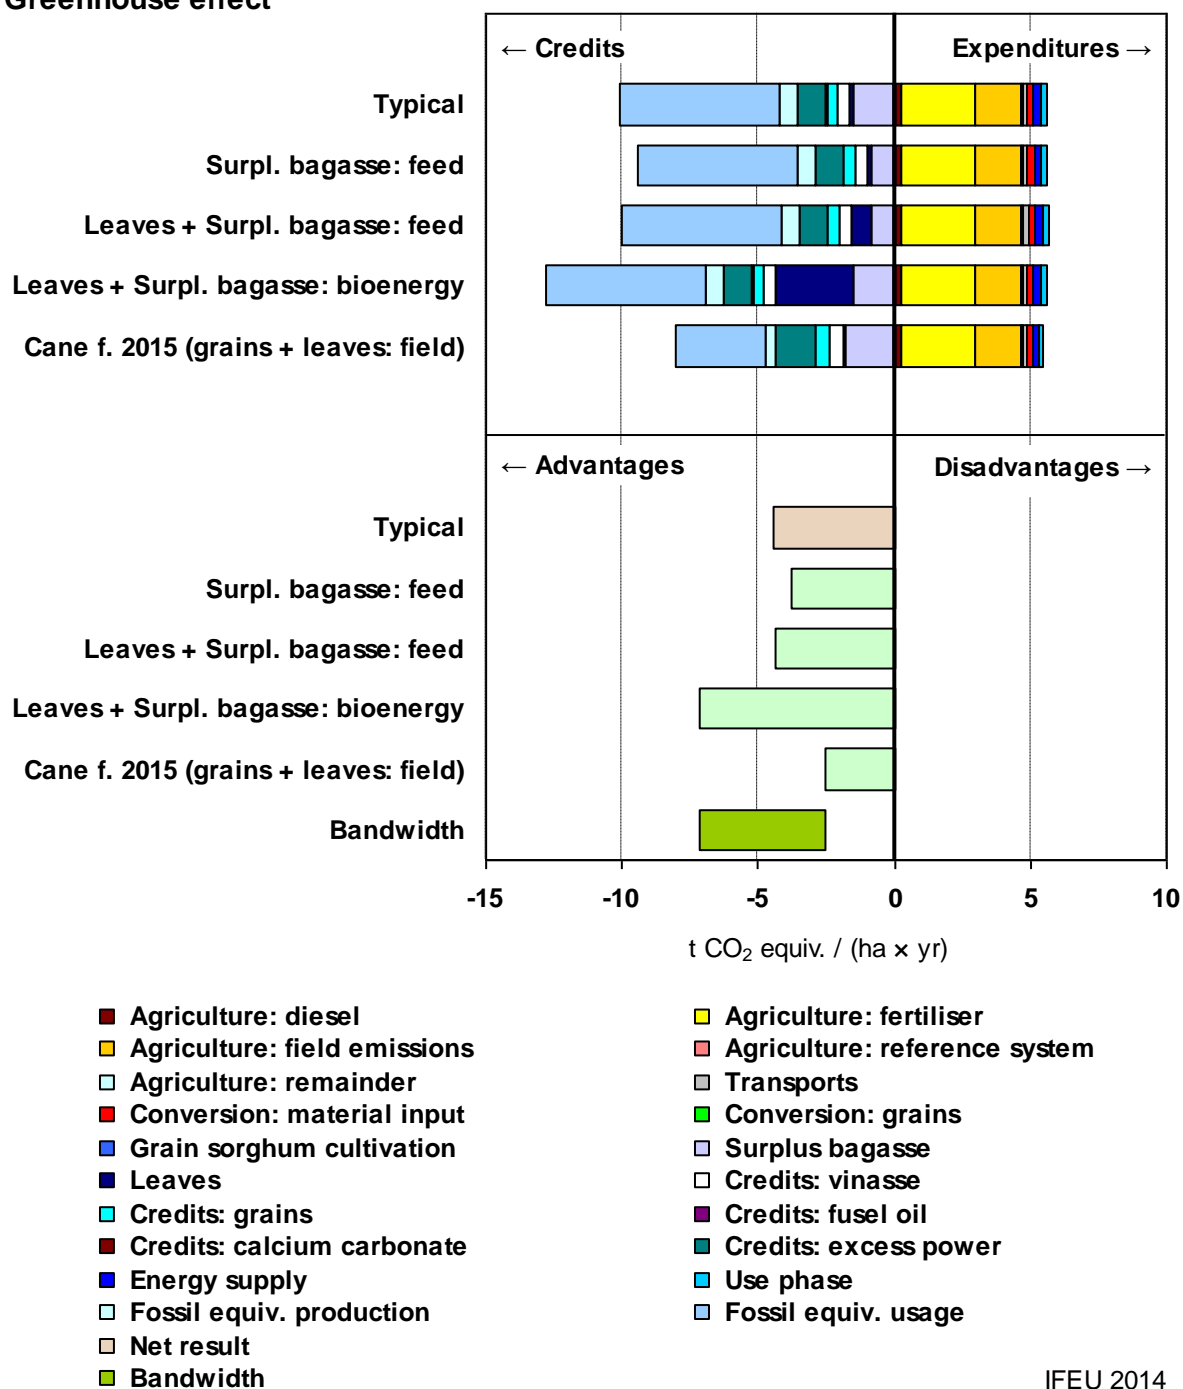 Greenhouse effect
← Credits
Expenditures →
Typical
Surpl. bagasse: feed
Leaves + Surpl. bagasse: feed
Leaves + Surpl. bagasse: bioenergy
Cane f. 2015 (grains + leaves: field)
← Advantages
Disadvantages →
Typical
Surpl. bagasse: feed
Leaves + Surpl. bagasse: feed
Leaves + Surpl. bagasse: bioenergy
Cane f. 2015 (grains + leaves: field)
Bandwidth
-15 -10 -5 0 5 10
t CO₂ equiv. / (ha × yr)
Agriculture: diesel
Agriculture: fertiliser
Agriculture: field emissions
Agriculture: reference system
Agriculture: remainder
Transports
Conversion: material input
Conversion: grains
Grain sorghum cultivation
Surplus bagasse
Leaves
Credits: vinasse
Credits: grains
Credits: fusel oil
Credits: calcium carbonate
Credits: excess power
Energy supply
Use phase
Fossil equiv. production
Fossil equiv. usage
Net result
Bandwidth
IFEU 2014